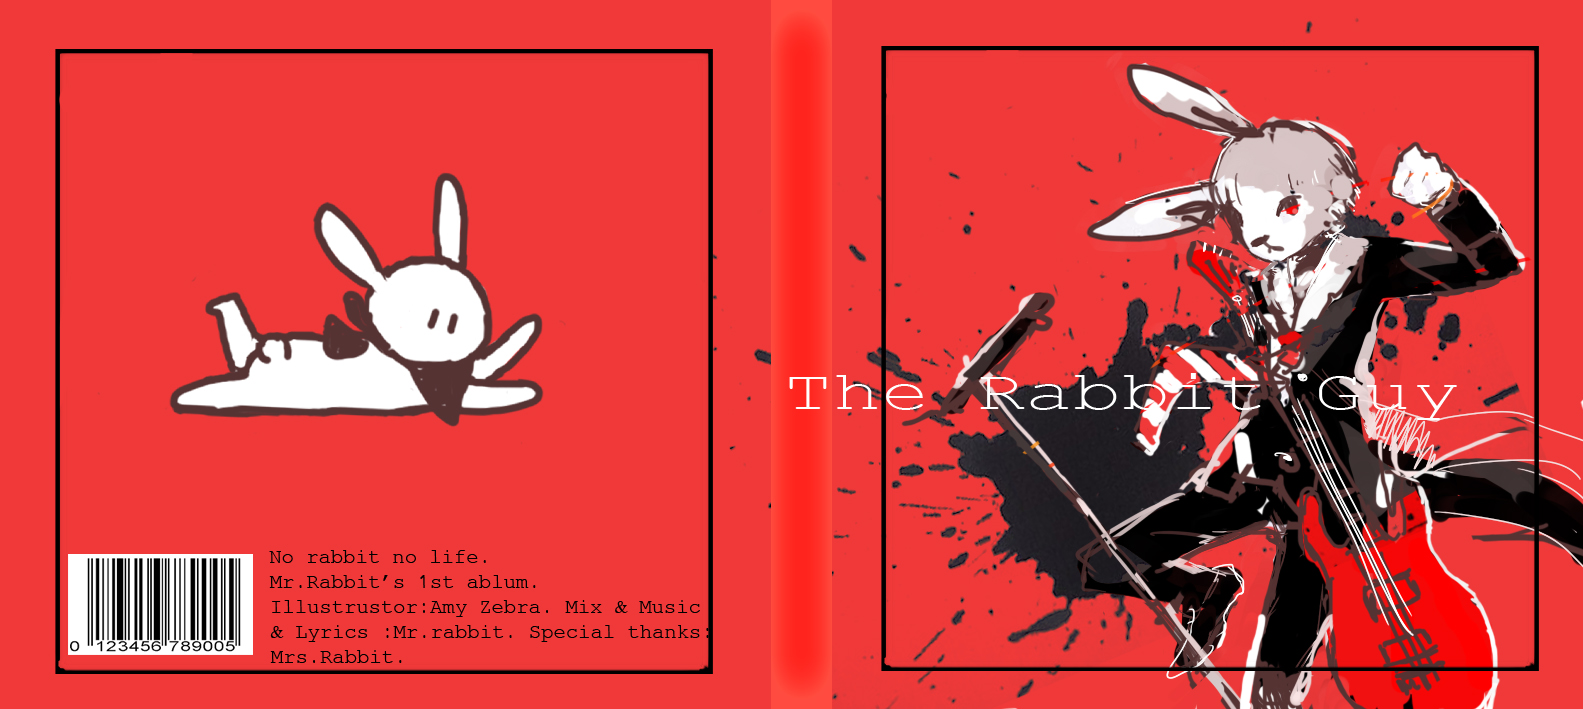 No rabbit no life.
Mr.Rabbit’s 1st ablum.
Illustrustor:Amy Zebra. Mix & Music
& Lyrics :Mr.rabbit. Special thanks:
Mrs.Rabbit.
0 123456 789005
The Rabbit Guy